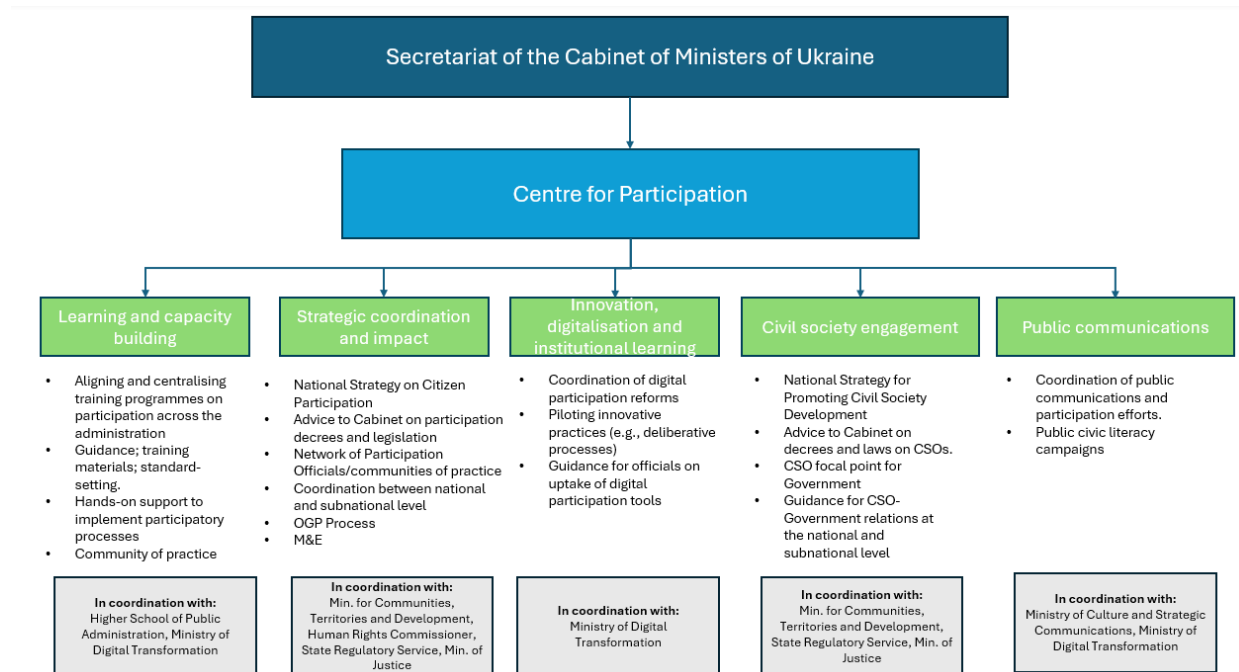 Secretariat of the Cabinet of Ministers of Ukraine
Centre for Participation
Learning and capacity
building
• Aligning and centralising
training programmes on
participation across the
administration
• Guidance; training
materials; standard-
setting.
• Hands-on support to
implement participatory
processes
• Community of practice
In coordination with:
Higher School of Public
Administration, Ministry of
Digital Transformation
Strategic coordination
and impact
• National Strategy on Citizen
Participation
• Advice to Cabinet on participation
decrees and legislation
• Network of Participation
Officials/communities of practice
• Coordination between national
and subnational level
• OGP Process
• M&E
In coordination with:
Min. for Communities,
Territories and Development,
Human Rights Commissioner,
State Regulatory Service, Min. of
Justice
Innovation,
digitalisation and
institutional learning
• Coordination of digital
participation reforms
• Piloting innovative
practices (e.g., deliberative
processes)
• Guidance for officials on
uptake of digital
participation tools
In coordination with:
Ministry of Digital
Transformation
Civil society engagement
• National Strategy for
Promoting Civil Society
Development
• Advice to Cabinet on
decrees and laws on CSOs.
• CSO focal point for
Government
• Guidance for CSO-
Government relations at
the national and
subnational level
In coordination with:
Min. for Communities,
Territories and Development,
State Regulatory Service, Min. of
Justice
Public communications
• Coordination of public
communications and
participation efforts.
• Public civic literacy
campaigns
In coordination with:
Ministry of Culture and Strategic
Communications, Ministry of
Digital Transformation